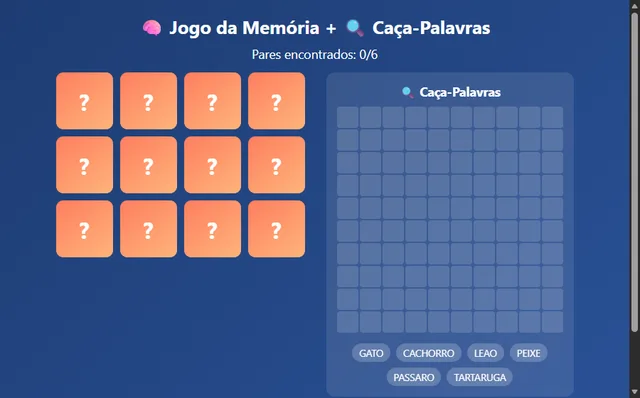 🧠 Jogo da Memória + 🔍 Caça-Palavras
Pares encontrados: 0/6
? ? ? ?
? ? ? ?
? ? ? ?
🔍 Caça-Palavras
GATO CACHORRO LEAO PEIXE
PASSARO TARTARUGA